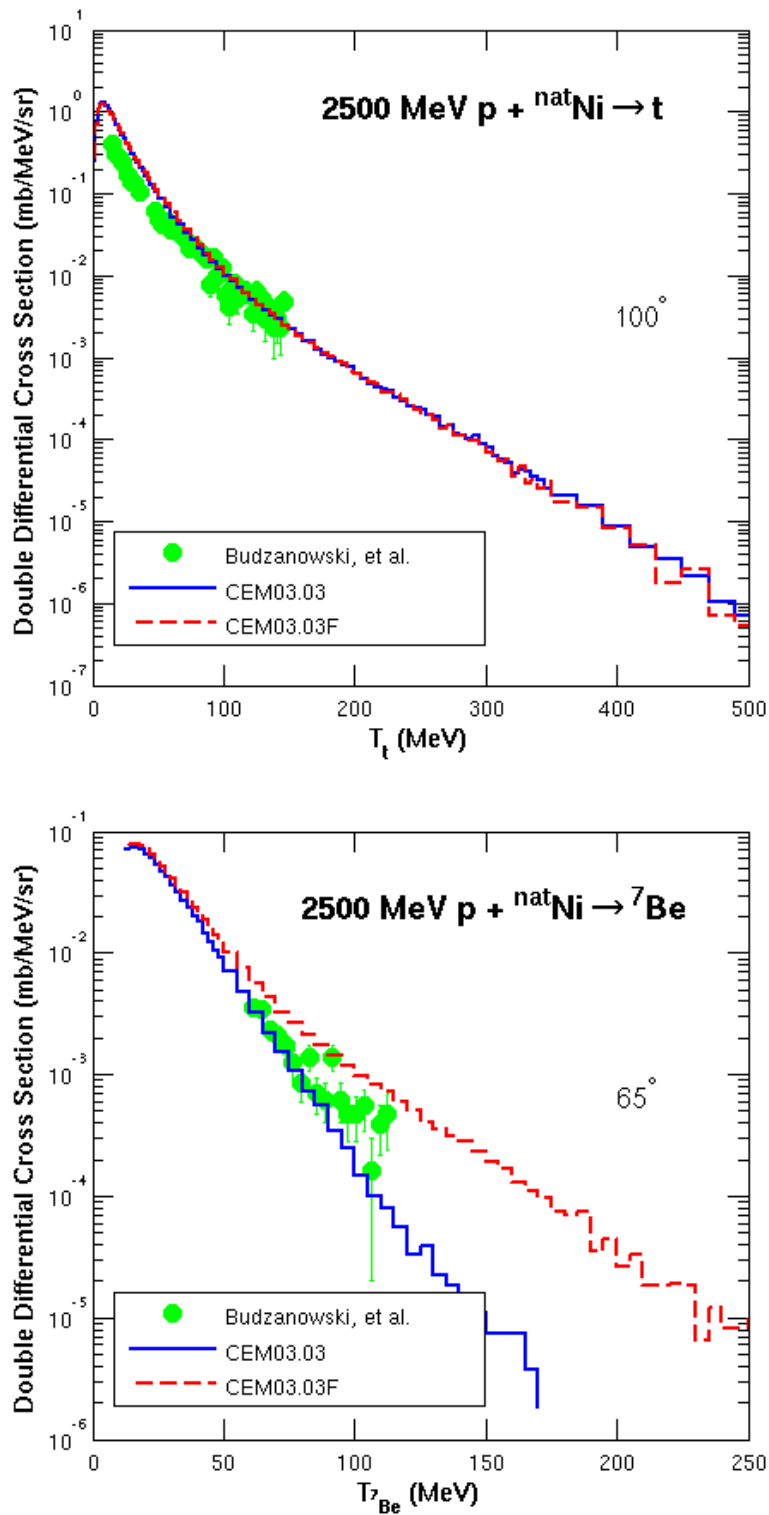 10^1
10^0
10^-1
10^-2
10^-3
10^-4
10^-5
10^-6
10^-7
Double Differential Cross Section (mb/MeV/sr)
2500 MeV p + ^natNi → t
100°
Budzanowski, et al.
CEM03.03
CEM03.03F
0 100 200 300 400 500
T_t (MeV)
10^-1
10^-2
10^-3
10^-4
10^-5
10^-6
Double Differential Cross Section (mb/MeV/sr)
2500 MeV p + ^natNi → ^7Be
65°
Budzanowski, et al.
CEM03.03
CEM03.03F
0 50 100 150 200 250
T_7Be (MeV)